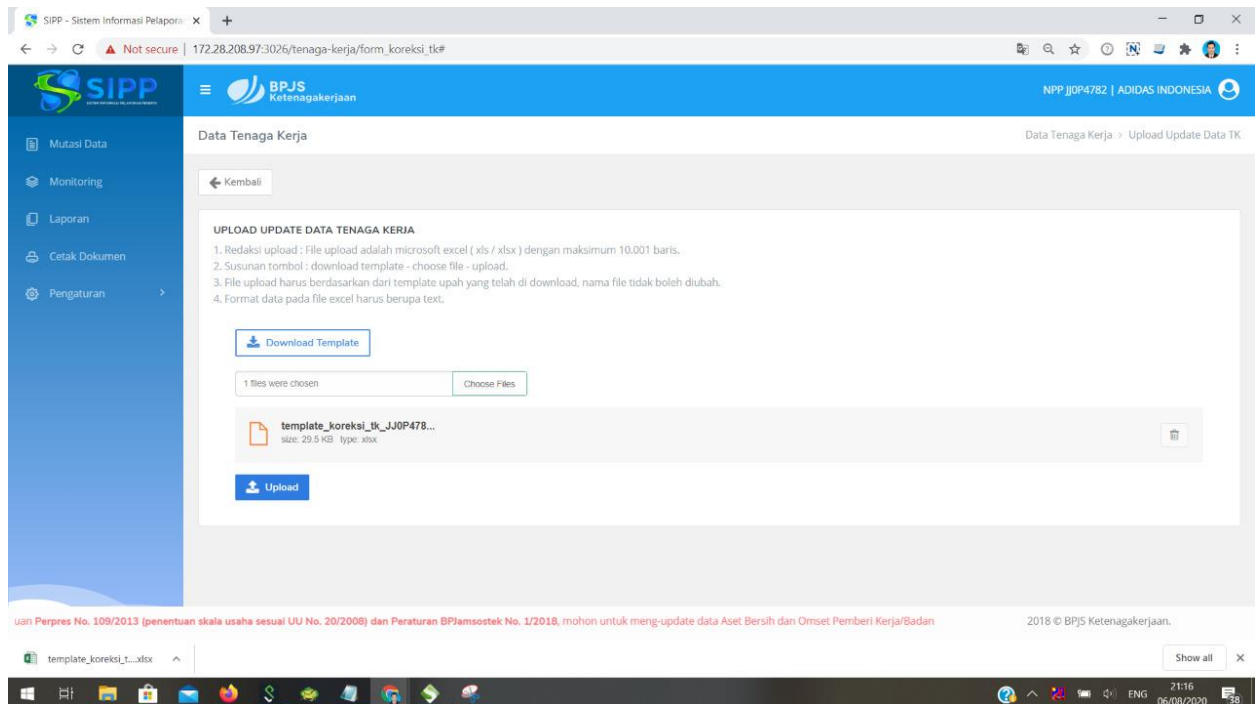 SIPP - Sistem Informasi Pelapora
Not secure | 172.28.208.97:3026/tenaga-kerja/form_koreksi_tk#
SIPP
BPJS
Ketenagakerjaan
NPP JJ0P4782 | ADIDAS INDONESIA
Mutasi Data
Monitoring
Laporan
Cetak Dokumen
Pengaturan
Data Tenaga Kerja
Data Tenaga Kerja > Upload Update Data TK
Kembali
UPLOAD UPDATE DATA TENAGA KERJA
1. Redaksi upload : File upload adalah microsoft excel ( xls / xlsx ) dengan maksimum 10.001 baris.
2. Susunan tombol : download template - choose file - upload.
3. File upload harus berdasarkan dari template upah yang telah di download, nama file tidak boleh diubah.
4. Format data pada file excel harus berupa text.
Download Template
1 files were chosen
Choose Files
template_koreksi_tk_JJ0P478...
size: 29.5 KB type: xlsx
Upload
uan Perpres No. 109/2013 (penentuan skala usaha sesuai UU No. 20/2008) dan Peraturan BPJamsostek No. 1/2018, mohon untuk meng-update data Aset Bersih dan Omset Pemberi Kerja/Badan
2018 © BPJS Ketenagakerjaan.
template_koreksi_t....xlsx
Show all
ENG
21:16
06/08/2020
38